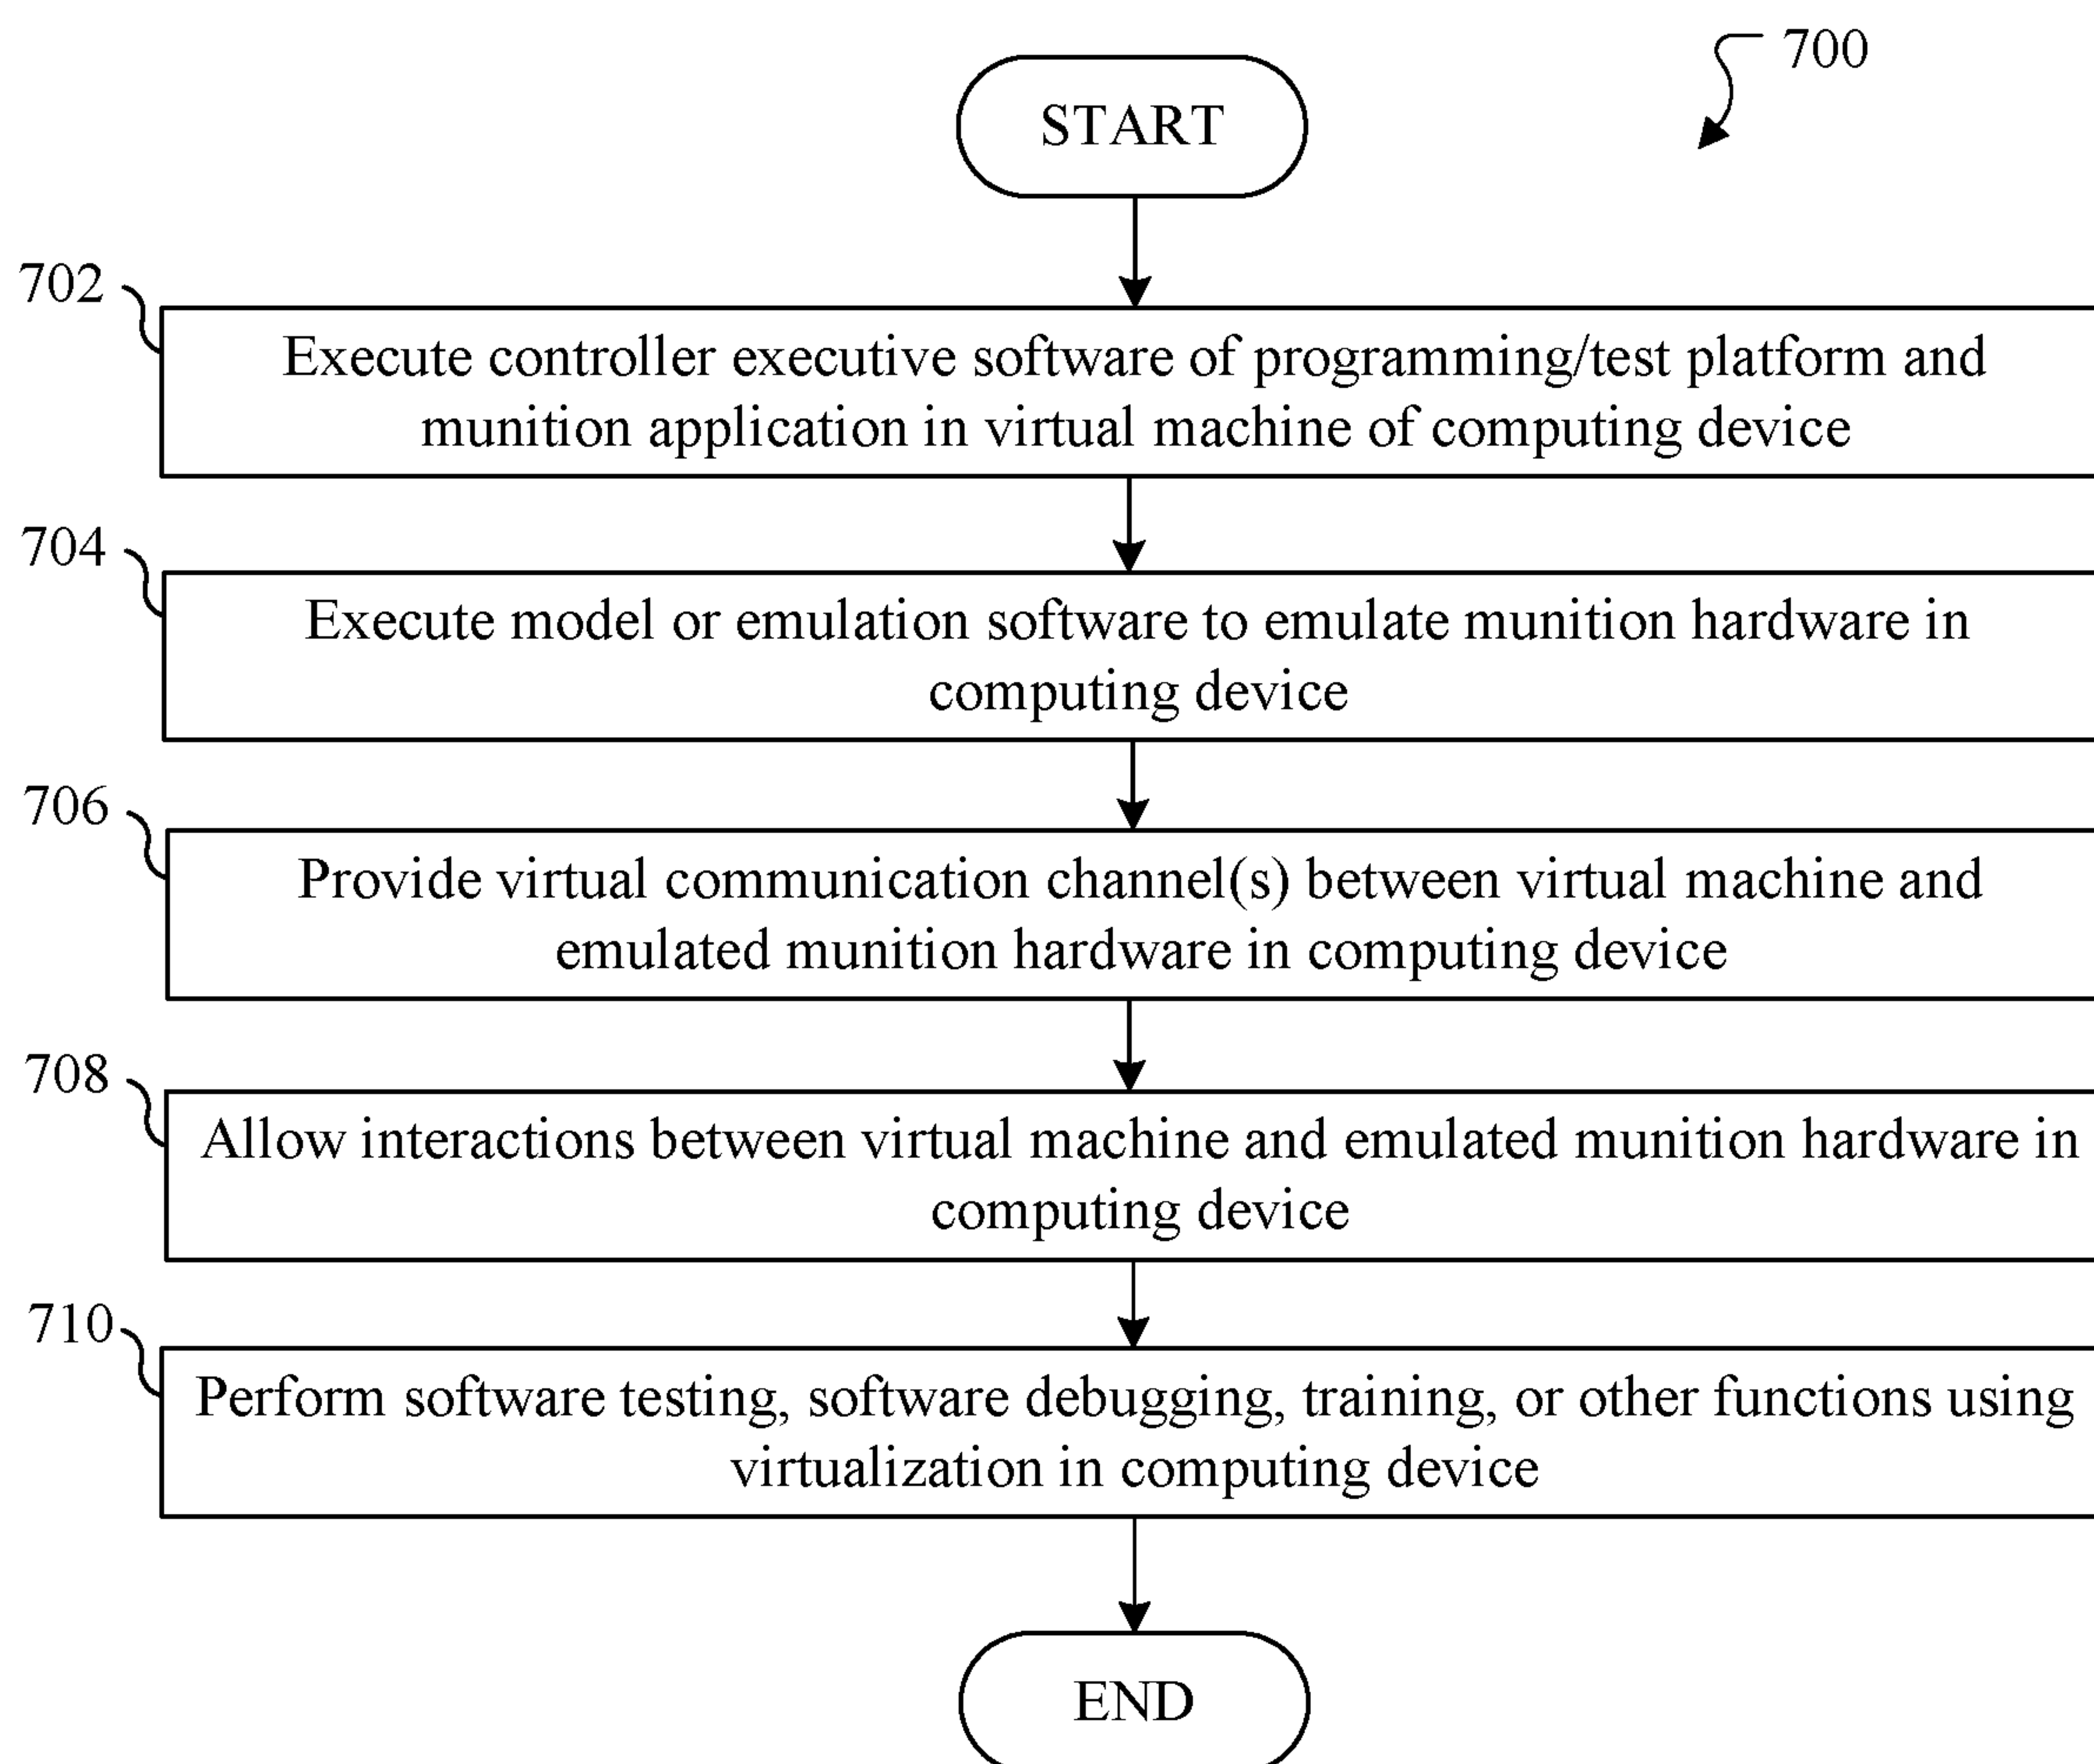 700
START
702
Execute controller executive software of programming/test platform and
munition application in virtual machine of computing device
704
Execute model or emulation software to emulate munition hardware in
computing device
706
Provide virtual communication channel(s) between virtual machine and
emulated munition hardware in computing device
708
Allow interactions between virtual machine and emulated munition hardware in
computing device
710
Perform software testing, software debugging, training, or other functions using
virtualization in computing device
END